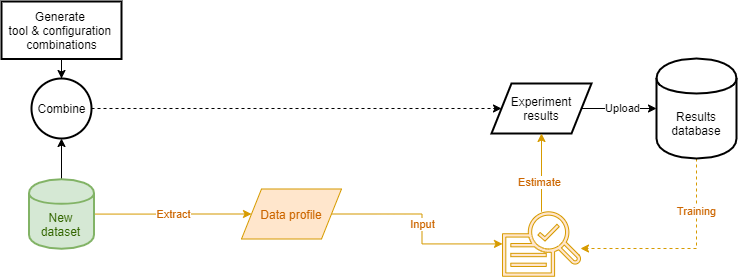 Generate
tool & configuration
combinations
Combine
Experiment
results
Upload
Results
database
Estimate
Training
New
dataset
Extract
Data profile
Input